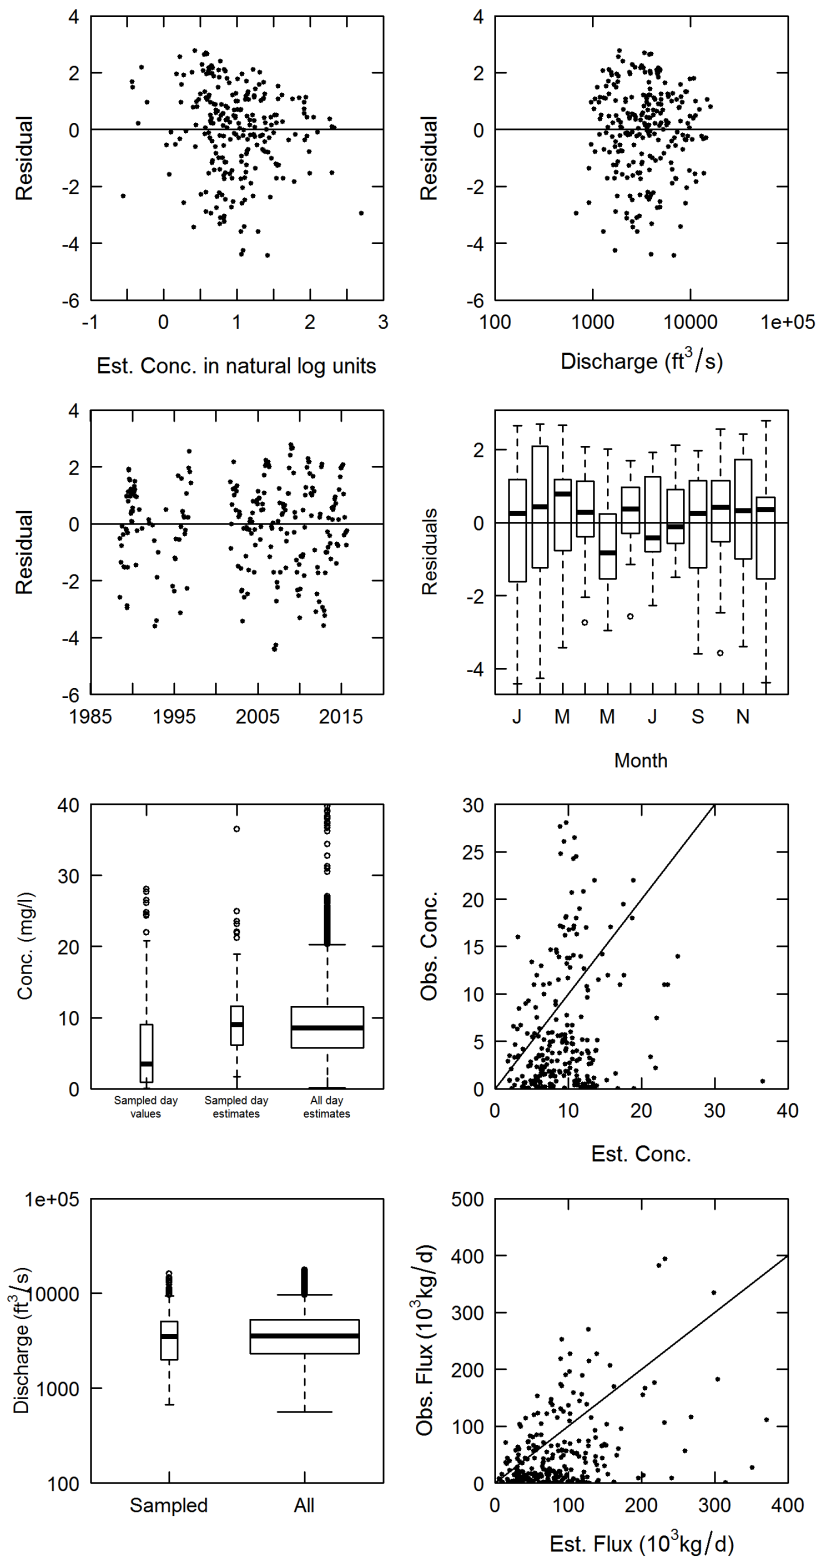 4
2
0
-2
-4
-6
Residual
-1 0 1 2 3
Est. Conc. in natural log units
4
2
0
-2
-4
-6
Residual
100 1000 10000 1e+05
Discharge (ft³/s)
4
2
0
-2
-4
-6
Residual
1985 1995 2005 2015
2
0
-2
-4
Residuals
J M M J S N
Month
40
30
20
10
0
Conc. (mg/l)
Sampled day
values
Sampled day
estimates
All day
estimates
30
25
20
15
10
5
0
Obs. Conc.
0 10 20 30 40
Est. Conc.
1e+05
10000
1000
100
Discharge (ft³/s)
Sampled All
500
400
300
200
100
0
Obs. Flux (10³kg/d)
0 100 200 300 400
Est. Flux (10³kg/d)